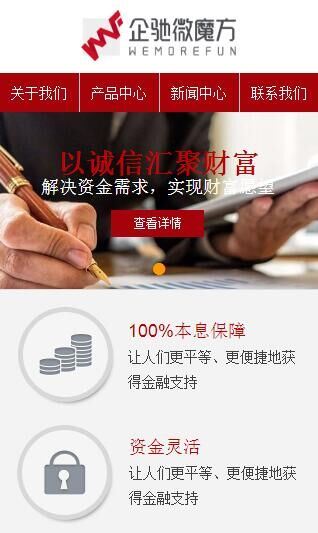 企驰微魔方
WEMOREFUN
关于我们
产品中心
新闻中心
联系我们
以诚信汇聚财富
解决资金需求，实现财富愿望
查看详情
100%本息保障
让人们更平等、更便捷地获
得金融支持
资金灵活
让人们更平等、更便捷地获
得金融支持